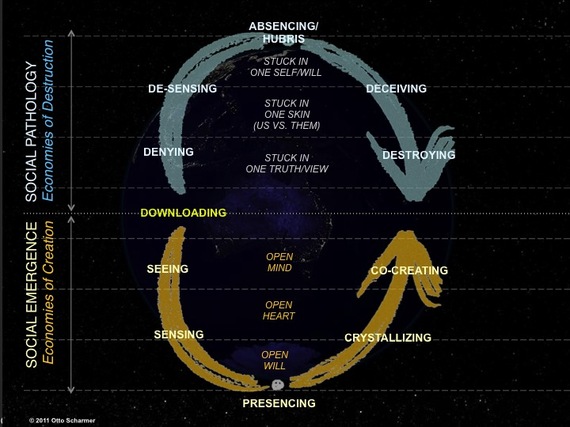 ABSENCING/
HUBRIS
STUCK IN
ONE SELF/WILL
DE-SENSING
DECEIVING
STUCK IN
ONE SKIN
(US VS. THEM)
DENYING
DESTROYING
STUCK IN
ONE TRUTH/VIEW
SOCIAL PATHOLOGY
Economies of Destruction
DOWNLOADING
SOCIAL EMERGENCE
Economies of Creation
SEEING
OPEN
MIND
CO-CREATING
OPEN
HEART
SENSING
CRYSTALLIZING
OPEN
WILL
PRESENCING
© 2011 Otto Scharmer